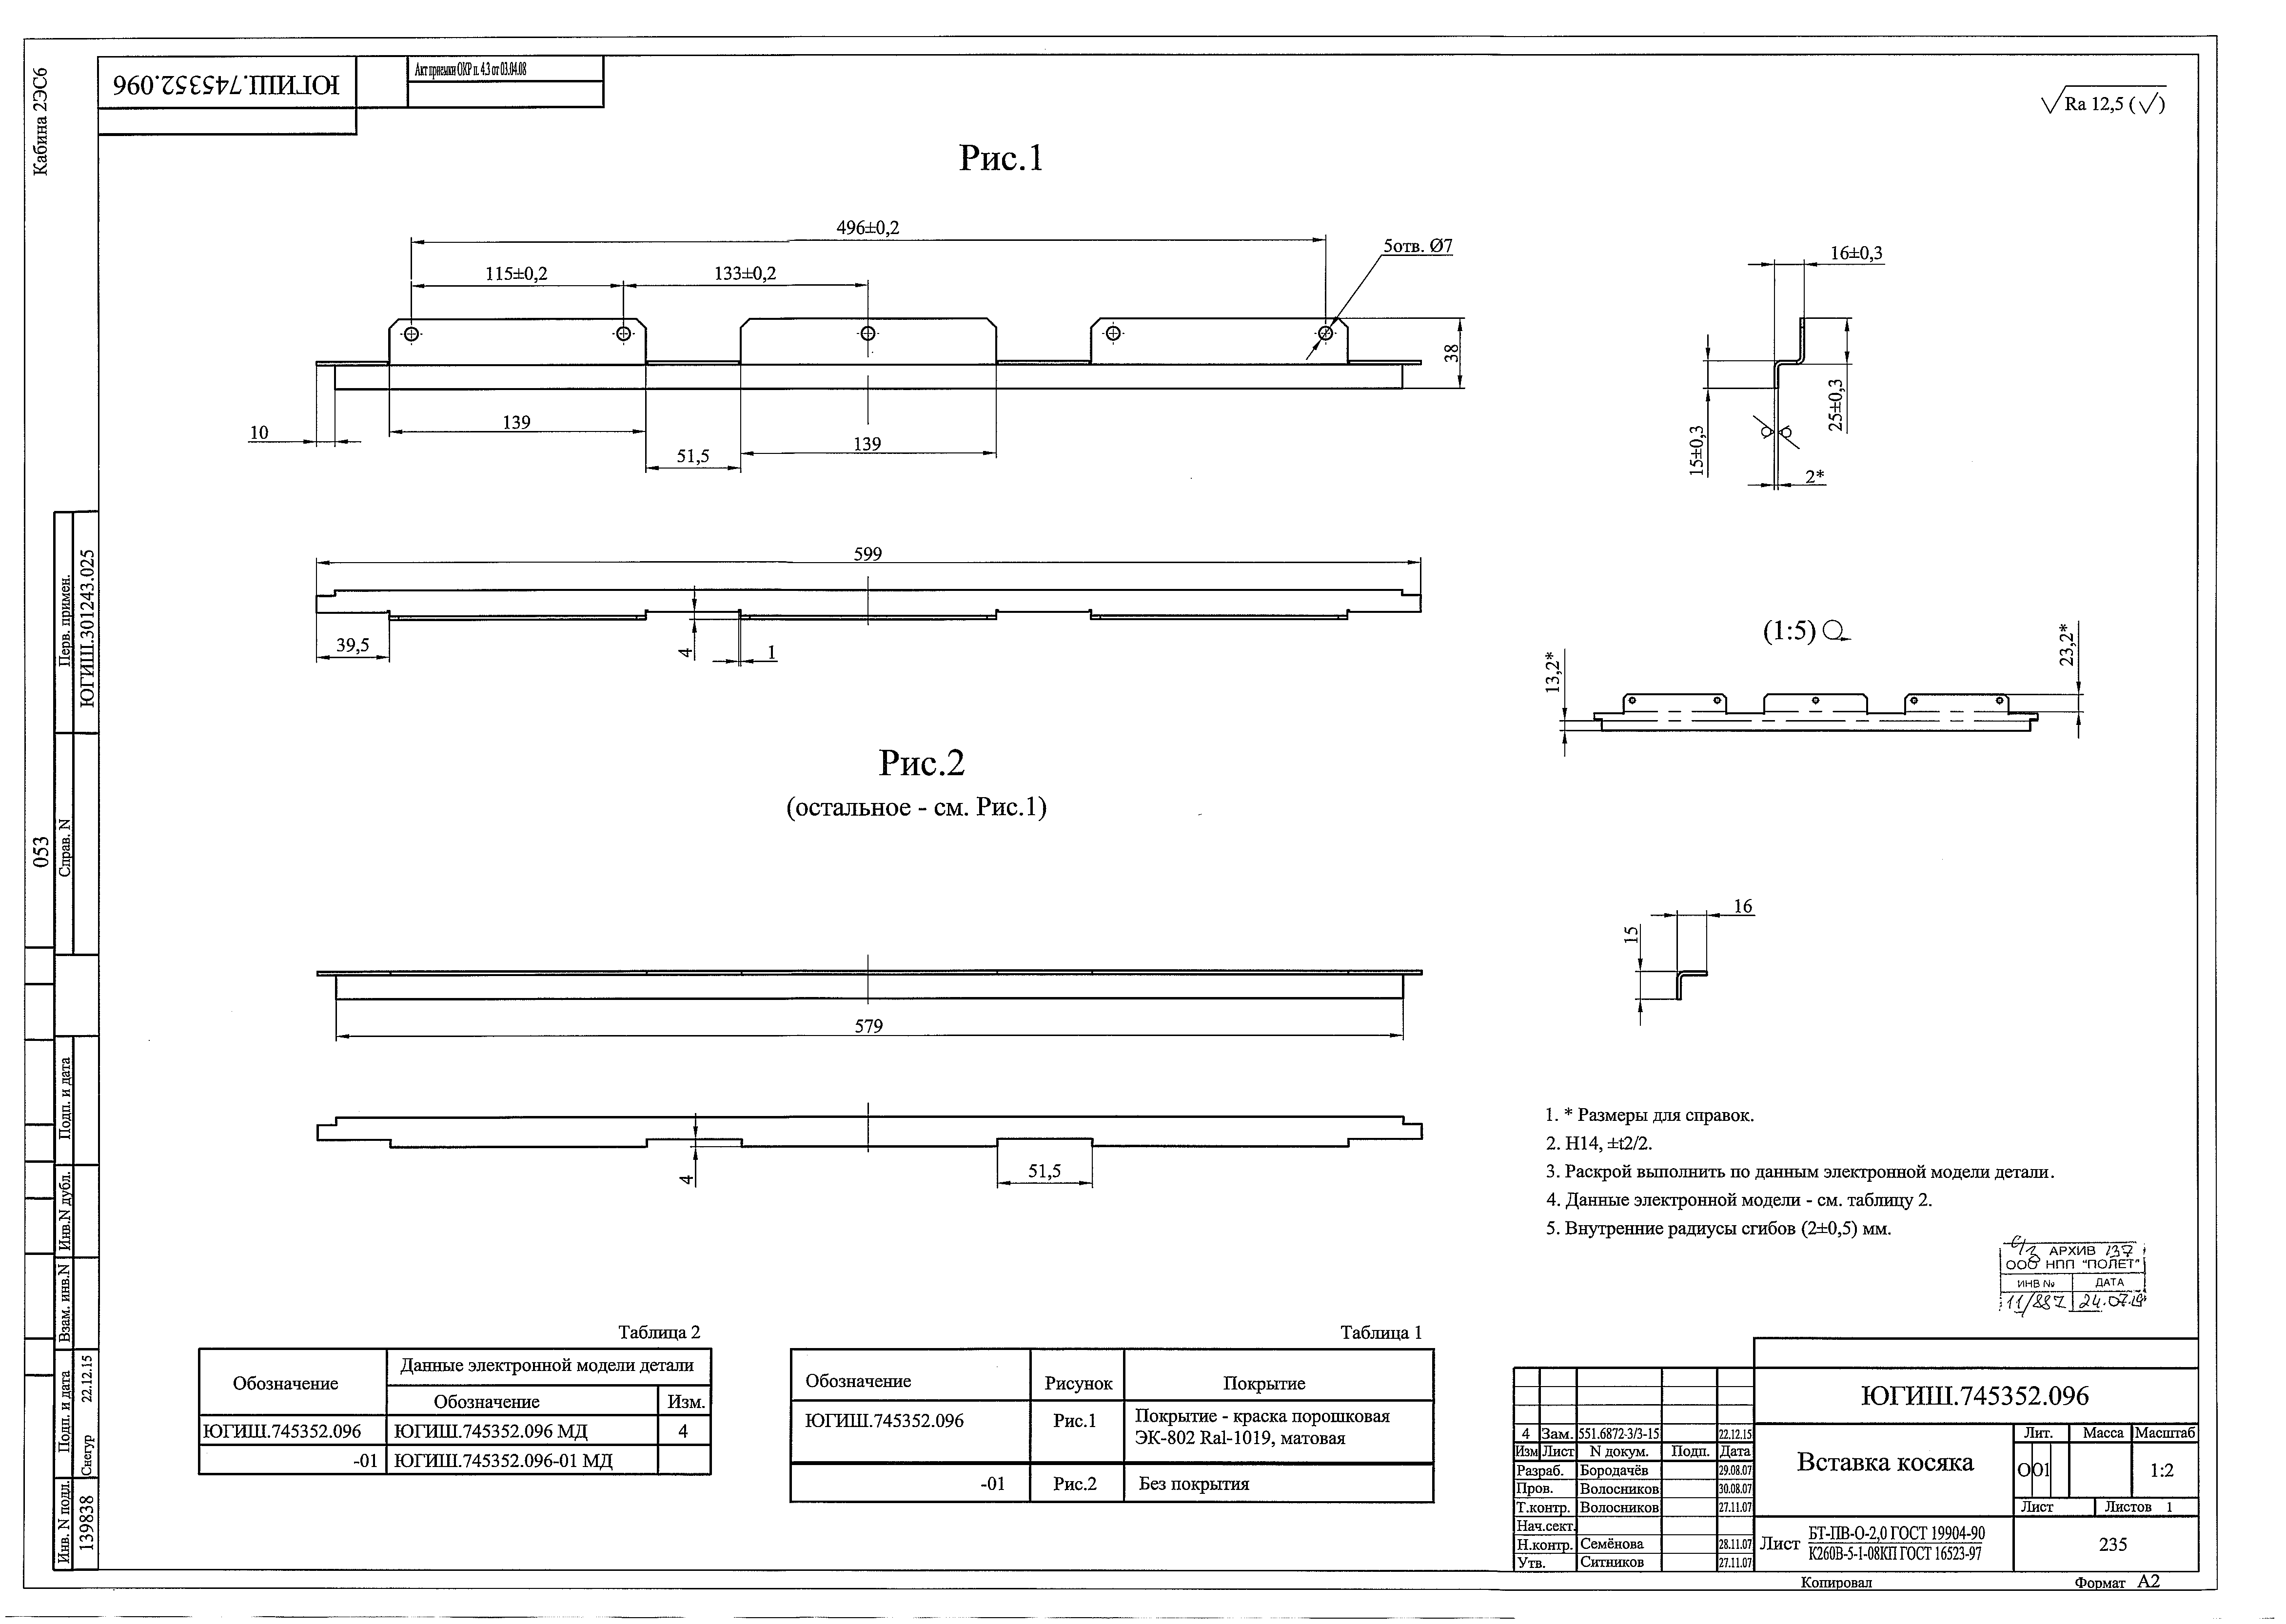 Кабина 2ЭС6
ЮГИШ.745352.096
Акт приемки ОКР п. 4.3 от 03.04.08
Ra 12,5 (√)
Рис.1
496±0,2
115±0,2
133±0,2
5отв. Ø7
38
10
139
51,5
139
16±0,3
15±0,3
25±0,3
2*
599
39,5
4
1
(1:5)
13,2*
23,2*
Рис.2
(остальное - см. Рис.1)
579
4
51,5
15
16
1. * Размеры для справок.
2. H14, ±t2/2.
3. Раскрой выполнить по данным электронной модели детали.
4. Данные электронной модели - см. таблицу 2.
5. Внутренние радиусы сгибов (2±0,5) мм.
АРХИВ 137
ООО НПП "ПОЛЕТ"
ИНВ № ДАТА
11/887 24.07.19
Таблица 2
Обозначение Данные электронной модели детали
Обозначение Изм.
ЮГИШ.745352.096 ЮГИШ.745352.096 МД 4
-01 ЮГИШ.745352.096-01 МД
Таблица 1
Обозначение Рисунок Покрытие
ЮГИШ.745352.096 Рис.1 Покрытие - краска порошковая
ЭК-802 Ral-1019, матовая
-01 Рис.2 Без покрытия
ЮГИШ.745352.096
4 Зам. 551.6872-3/3-15 22.12.15
Изм Лист N докум. Подп. Дата
Разраб. Бородачёв 29.08.07
Пров. Волосников 30.08.07
Т.контр. Волосников 27.11.07
Нач.сект.
Н.контр. Семёнова 28.11.07
Утв. Ситников 27.11.07
Вставка косяка
Лит. Масса Масштаб
О О1 1:2
Лист Листов 1
Лист БТ-ПВ-О-2,0 ГОСТ 19904-90
К260В-5-1-08КП ГОСТ 16523-97
235
Копировал Формат А2
Перв. примен.
ЮГИШ.301243.025
Справ. N
053
Подп. и дата
Инв.N дубл.
Взам. инв.N
Подп. и дата
Снегур 22.12.15
Инв. N подл.
139838